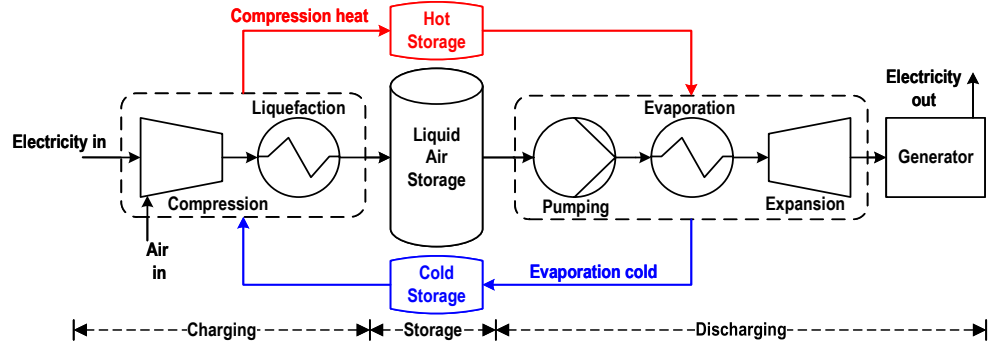 Compression heat
Hot
Storage
Electricity
out
Liquefaction
Evaporation
Electricity in
Liquid
Air
Storage
Generator
Compression
Pumping
Expansion
Air
in
Cold
Storage
Evaporation cold
Charging
Storage
Discharging